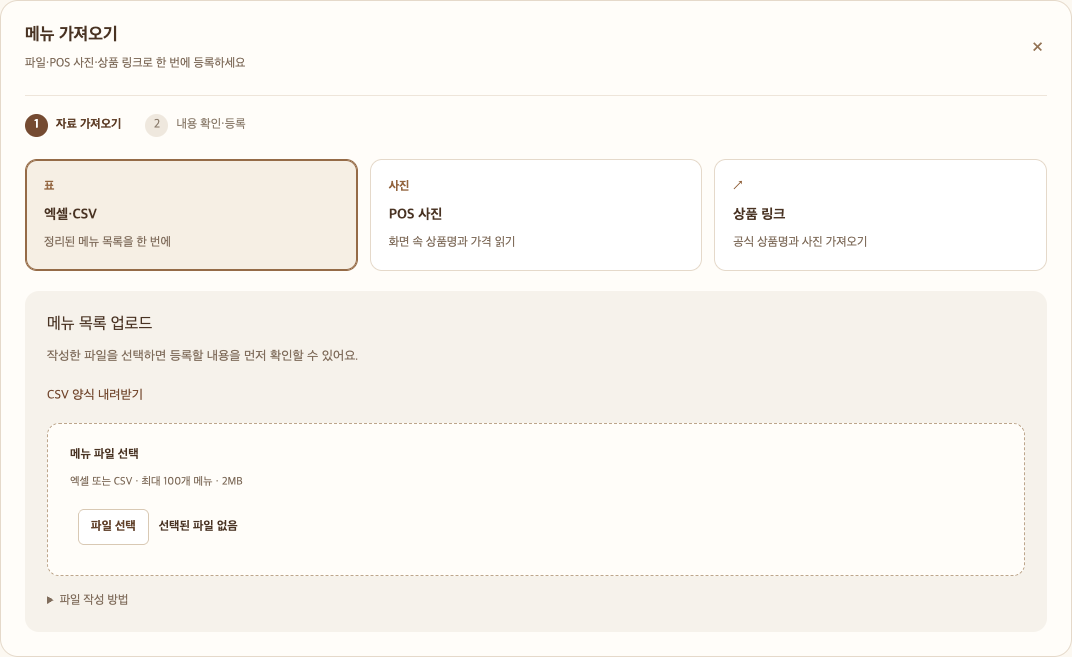 메뉴 가져오기
파일·POS 사진·상품 링크로 한 번에 등록하세요
×
1 자료 가져오기 2 내용 확인·등록
표
엑셀·CSV
정리된 메뉴 목록을 한 번에
사진
POS 사진
화면 속 상품명과 가격 읽기
↗
상품 링크
공식 상품명과 사진 가져오기
메뉴 목록 업로드
작성한 파일을 선택하면 등록할 내용을 먼저 확인할 수 있어요.
CSV 양식 내려받기
메뉴 파일 선택
엑셀 또는 CSV · 최대 100개 메뉴 · 2MB
파일 선택 선택된 파일 없음
▶ 파일 작성 방법